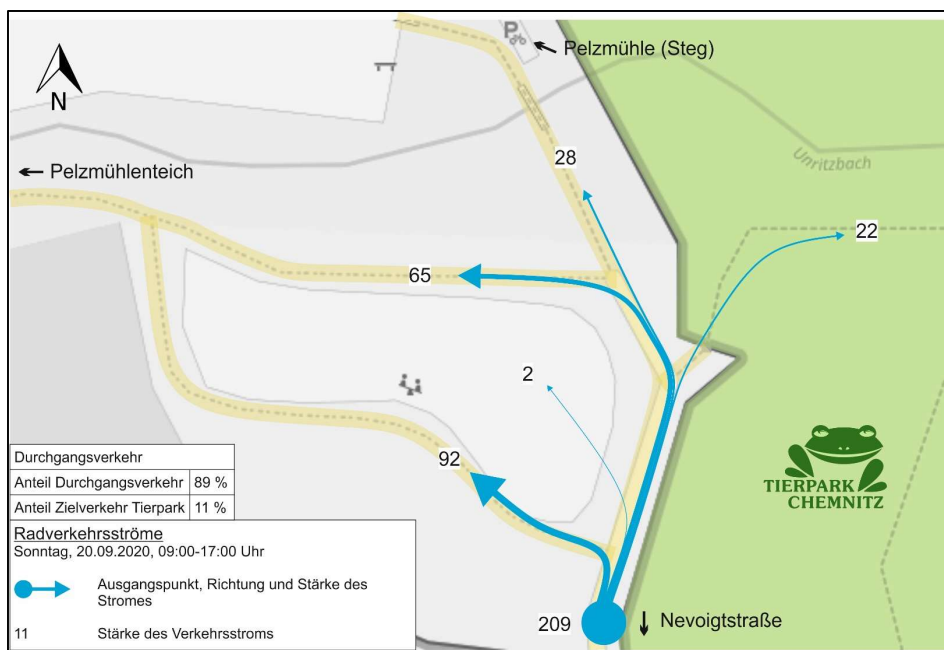 P
← Pelzmühle (Steg)
N
28
Unritzbach
← Pelzmühlenteich
22
65
2
92
TIERPARK
CHEMNITZ
Durchgangsverkehr
Anteil Durchgangsverkehr 89 %
Anteil Zielverkehr Tierpark 11 %
Radverkehrsströme
Sonntag, 20.09.2020, 09:00-17:00 Uhr
Ausgangspunkt, Richtung und Stärke des
Stromes
11 Stärke des Verkehrsstroms
209
↓ Nevoigtstraße